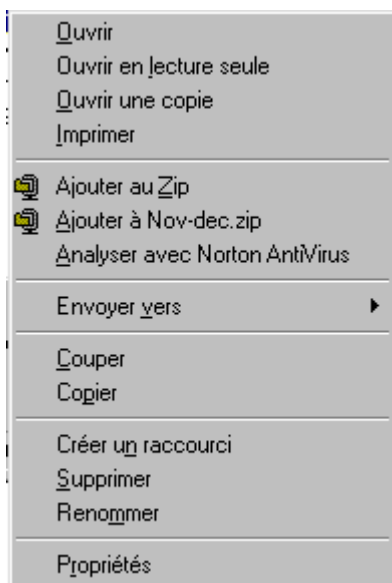 Ouvrir
Ouvrir en lecture seule
Ouvrir une copie
Imprimer
Ajouter au Zip
Ajouter à Nov-dec.zip
Analyser avec Norton AntiVirus
Envoyer vers
Couper
Copier
Créer un raccourci
Supprimer
Renommer
Propriétés